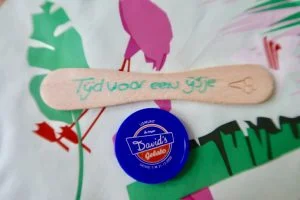 Tijd voor een ijsje
David's
Gelato